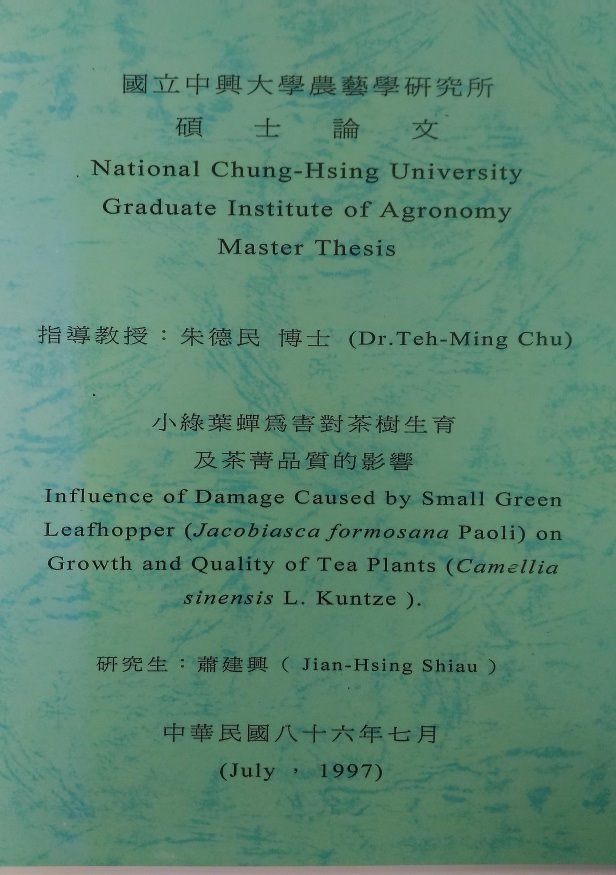 國立中興大學農藝學研究所
碩士論文
National Chung-Hsing University
Graduate Institute of Agronomy
Master Thesis
指導教授：朱德民 博士 (Dr.Teh-Ming Chu)
小綠葉蟬為害對茶樹生育
及茶菁品質的影響
Influence of Damage Caused by Small Green
Leafhopper (Jacobiasca formosana Paoli) on
Growth and Quality of Tea Plants (Camellia
sinensis L. Kuntze ).
研究生：蕭建興 ( Jian-Hsing Shiau )
中華民國八十六年七月
(July ， 1997)